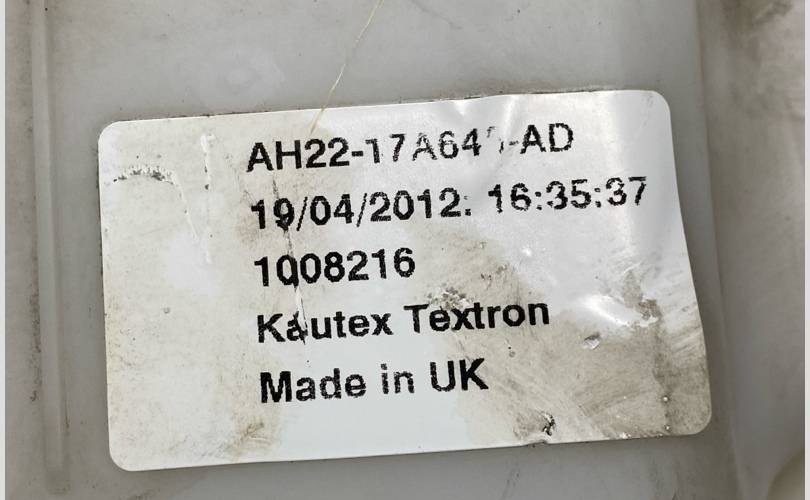 19/04/2012: 16:35:37
1008216
Kautex Textron
Made in UK